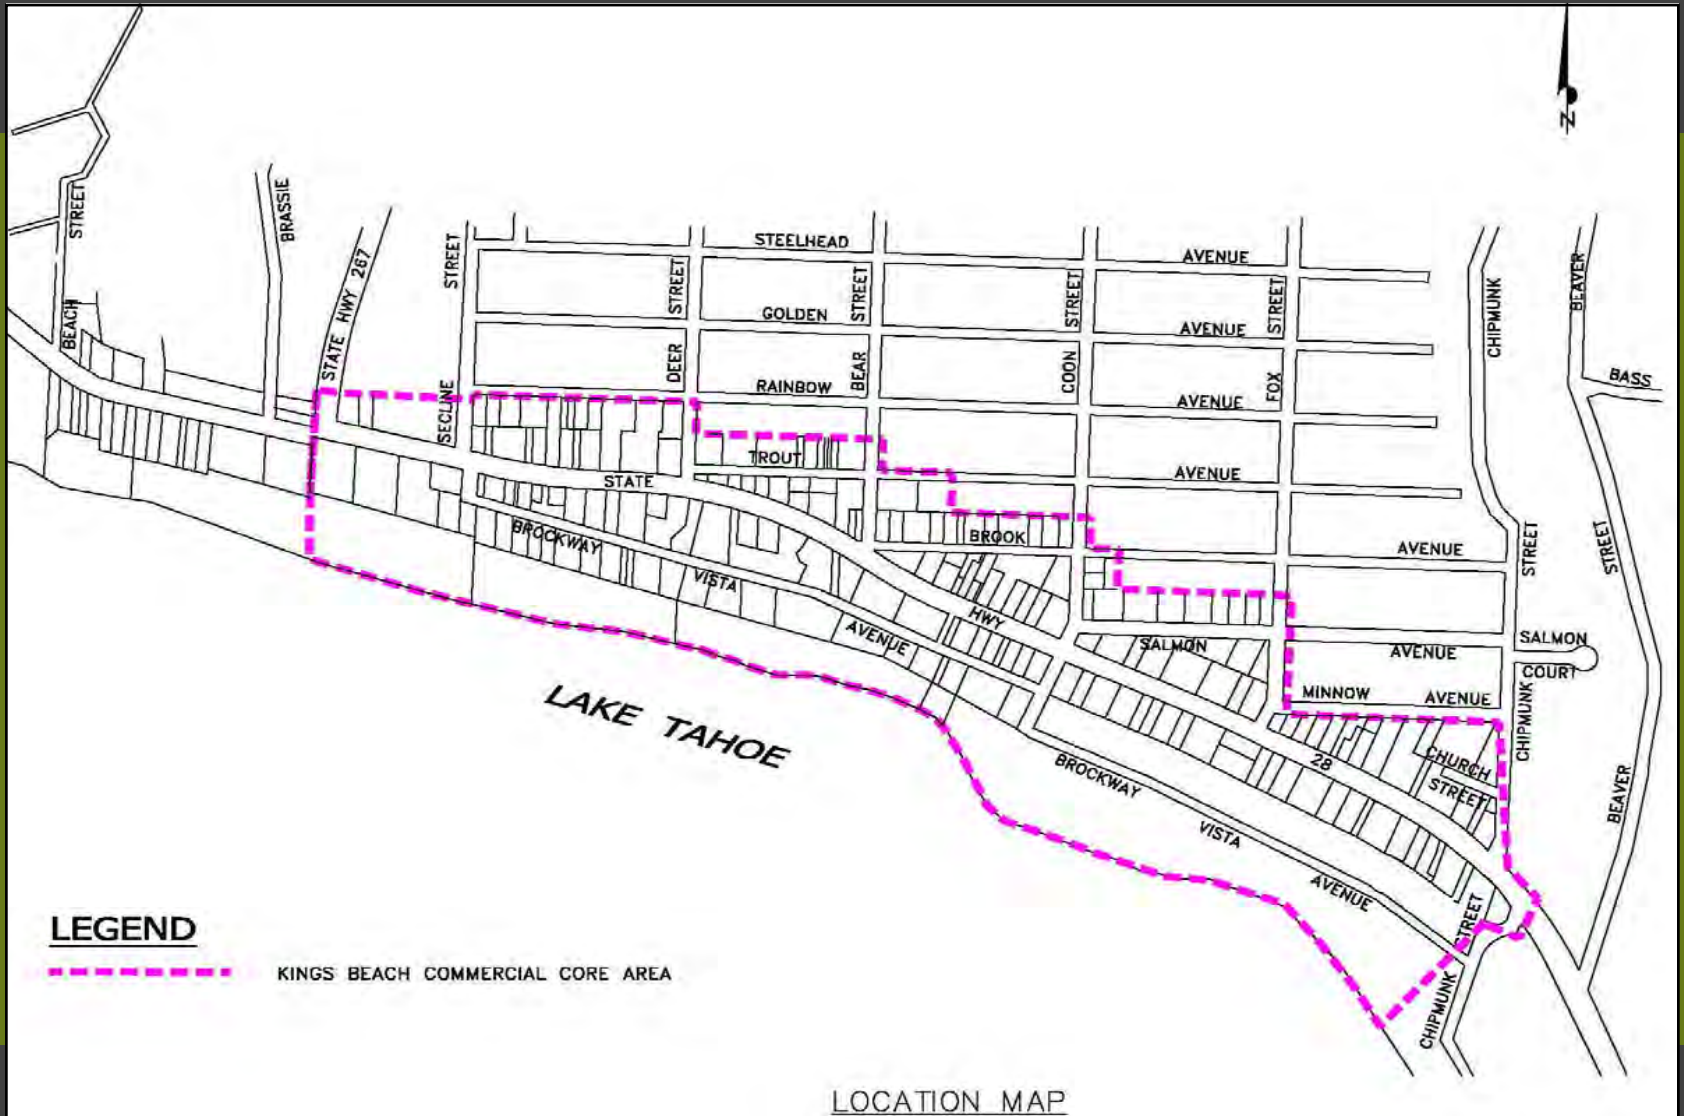 N
STREET
BEACH
BRASSIE
STATE HWY 267
STREET
SECLINE
STREET
DEER
STREET
BEAR
STREET
COON
STREET
FOX
STEELHEAD
AVENUE
GOLDEN
AVENUE
RAINBOW
AVENUE
TROUT
AVENUE
BROOK
AVENUE
SALMON
AVENUE
SALMON
COURT
MINNOW
AVENUE
CHIPMUNK
STREET
CHIPMUNK
BEAVER
BASS
STREET
BEAVER
STATE
HWY
28
CHURCH
STREET
BROCKWAY
VISTA
AVENUE
BROCKWAY
VISTA
AVENUE
STREET
CHIPMUNK
LAKE TAHOE
LEGEND
KINGS BEACH COMMERCIAL CORE AREA
LOCATION MAP